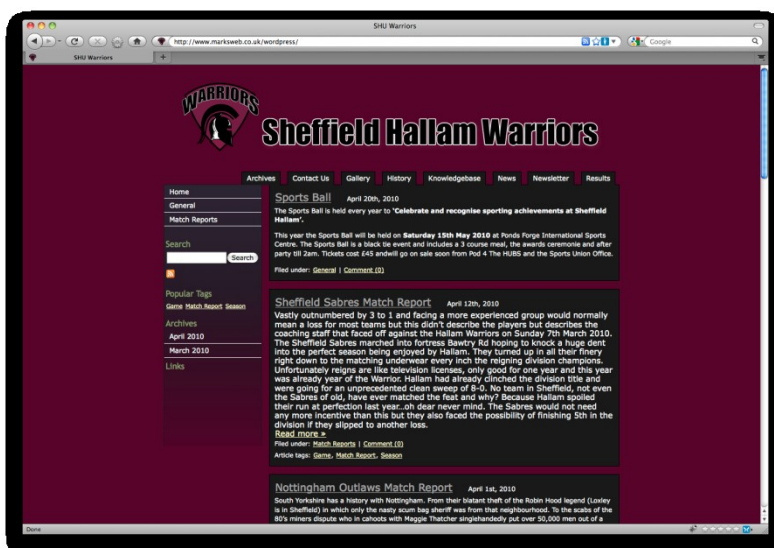 SHU Warriors
http://www.marksweb.co.uk/wordpress/
Google
SHU Warriors
WARRIORS
Sheffield Hallam Warriors
Archives Contact Us Gallery History Knowledgebase News Newsletter Results
Home
General
Match Reports
Search
Search
Popular Tags
Game Match Report Season
Archives
April 2010
March 2010
Links
Sports Ball April 20th, 2010
The Sports Ball is held every year to 'Celebrate and recognise sporting achievements at Sheffield
Hallam'.
This year the Sports Ball will be held on Saturday 15th May 2010 at Ponds Forge International Sports
Centre. The Sports Ball is a black tie event and includes a 3 course meal, the awards ceremonie and after
party till 2am. Tickets cost £45 andwill go on sale soon from Pod 4 The HUBS and the Sports Union Office.
Filed under: General | Comment (0)
Sheffield Sabres Match Report April 12th, 2010
Vastly outnumbered by 3 to 1 and facing a more experienced group would normally
mean a loss for most teams but this didn't describe the players but describes the
coaching staff that faced off against the Hallam Warriors on Sunday 7th March 2010.
The Sheffield Sabres marched into fortress Bawtry Rd hoping to knock a huge dent
into the perfect season being enjoyed by Hallam. They turned up in all their finery
right down to the matching underwear every inch the reigning division champions.
Unfortunately reigns are like television licenses, only good for one year and this year
was already year of the Warrior. Hallam had already clinched the division title and
were going for an unprecedented clean sweep of 8-0. No team in Sheffield, not even
the Sabres of old, have ever matched the feat and why? Because Hallam spoiled
their run at perfection last year...oh dear never mind. The Sabres would not need
any more incentive than this but they also faced the possibility of finishing 5th in the
division if they slipped to another loss.
Read more »
Filed under: Match Reports | Comment (0)
Article tags: Game, Match Report, Season
Nottingham Outlaws Match Report April 1st, 2010
South Yorkshire has a history with Nottingham. From their blatant theft of the Robin Hood legend (Loxley
is in Sheffield) in which only the nasty scum bag sheriff was from that neighbourhood. To the scabs of the
80's miners dispute who in cahoots with Maggie Thatcher singlehandedly put over 50,000 men out of a
Done